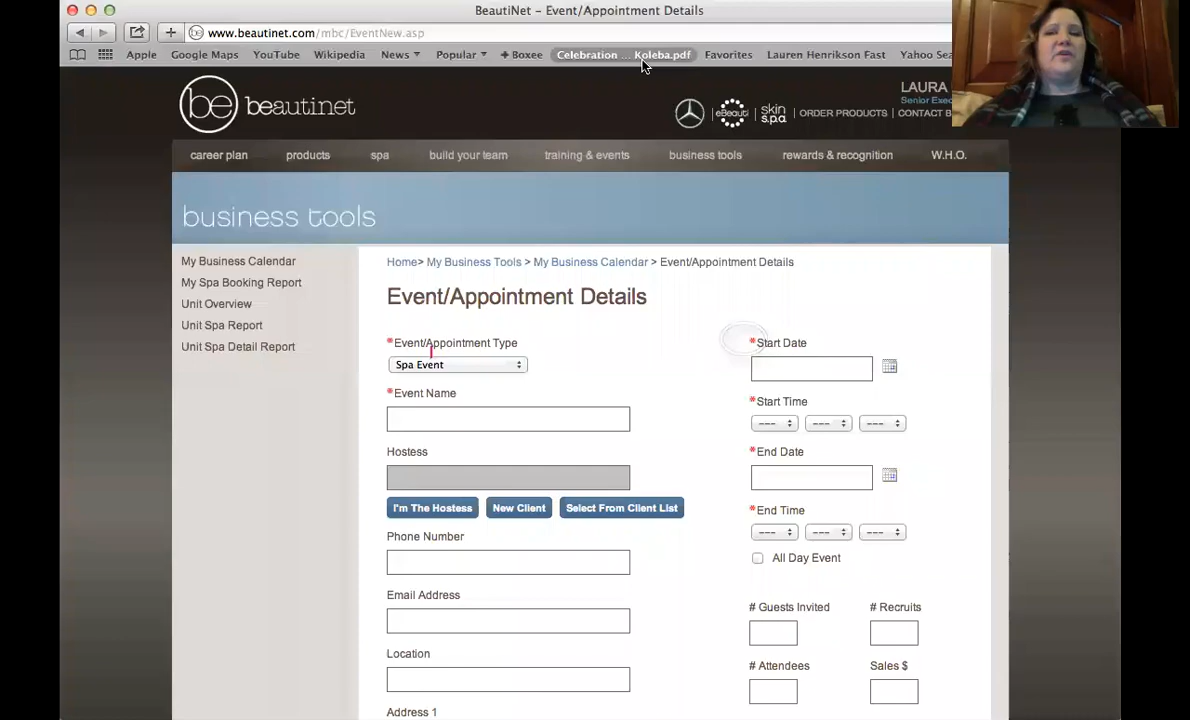 BeautiNet – Event/Appointment Details
be www.beautinet.com/mbc/EventNew.asp
Apple Google Maps YouTube Wikipedia News Popular + Boxee Celebration ... Koleba.pdf Favorites Lauren Henrikson Fast Yahoo Sea
be beautinet
LAURA
Senior Exec
eBeauti skin s.p.a. ORDER PRODUCTS | CONTACT B
career plan products spa build your team training & events business tools rewards & recognition W.H.O.
business tools
My Business Calendar
My Spa Booking Report
Unit Overview
Unit Spa Report
Unit Spa Detail Report
Home> My Business Tools > My Business Calendar > Event/Appointment Details
Event/Appointment Details
*Event/Appointment Type
Spa Event
*Event Name
Hostess
I'm The Hostess New Client Select From Client List
Phone Number
Email Address
Location
Address 1
*Start Date
*Start Time
--- --- ---
*End Date
*End Time
--- --- ---
All Day Event
# Guests Invited # Recruits
# Attendees Sales $